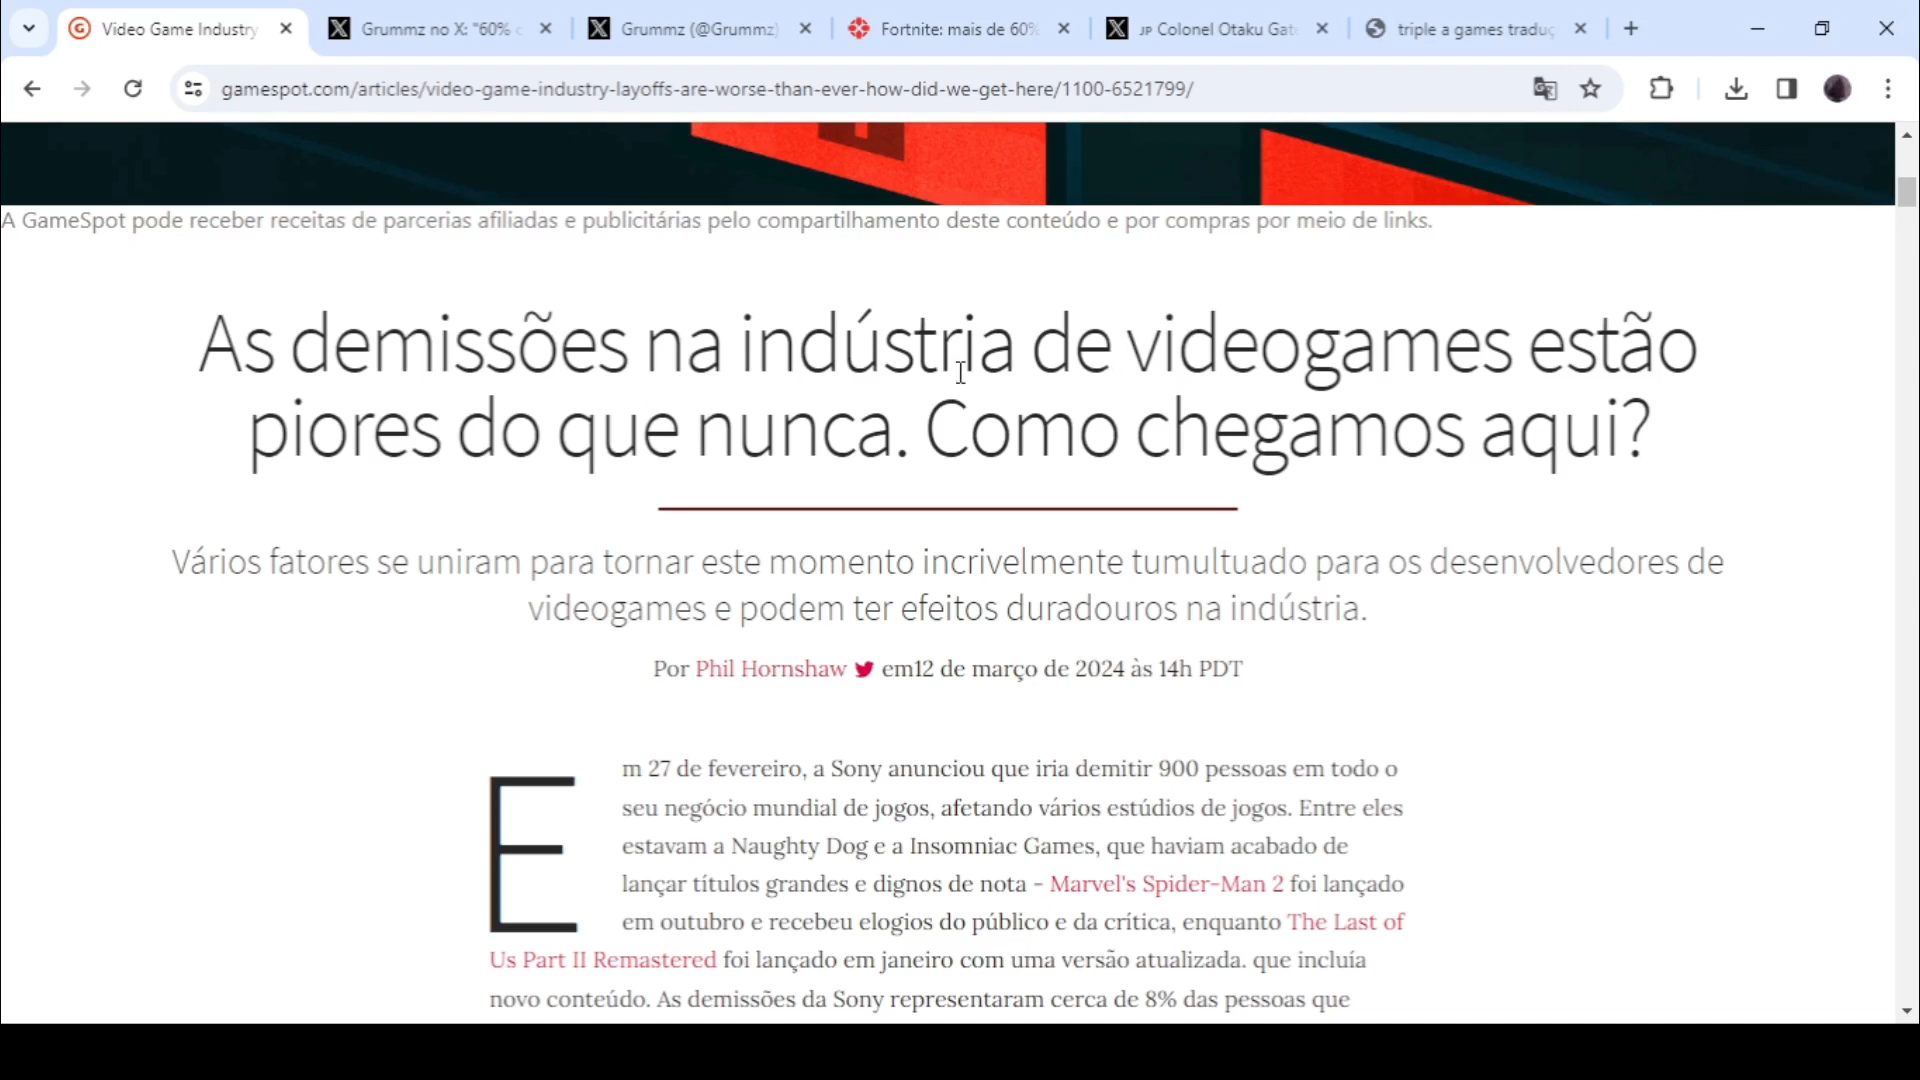 Video Game Industry
Grummz no X: "60%
Grummz (@Grummz)
Fortnite: mais de 60%
JP Colonel Otaku Gat
triple a games traduç
gamespot.com/articles/video-game-industry-layoffs-are-worse-than-ever-how-did-we-get-here/1100-6521799/
A GameSpot pode receber receitas de parcerias afiliadas e publicitárias pelo compartilhamento deste conteúdo e por compras por meio de links.
As demissões na indústria de videogames estão
piores do que nunca. Como chegamos aqui?
Vários fatores se uniram para tornar este momento incrivelmente tumultuado para os desenvolvedores de
videogames e podem ter efeitos duradouros na indústria.
Por Phil Hornshaw em12 de março de 2024 às 14h PDT
Em 27 de fevereiro, a Sony anunciou que iria demitir 900 pessoas em todo o
seu negócio mundial de jogos, afetando vários estúdios de jogos. Entre eles
estavam a Naughty Dog e a Insomniac Games, que haviam acabado de
lançar títulos grandes e dignos de nota - Marvel's Spider-Man 2 foi lançado
em outubro e recebeu elogios do público e da crítica, enquanto The Last of
Us Part II Remastered foi lançado em janeiro com uma versão atualizada. que incluía
novo conteúdo. As demissões da Sony representaram cerca de 8% das pessoas que